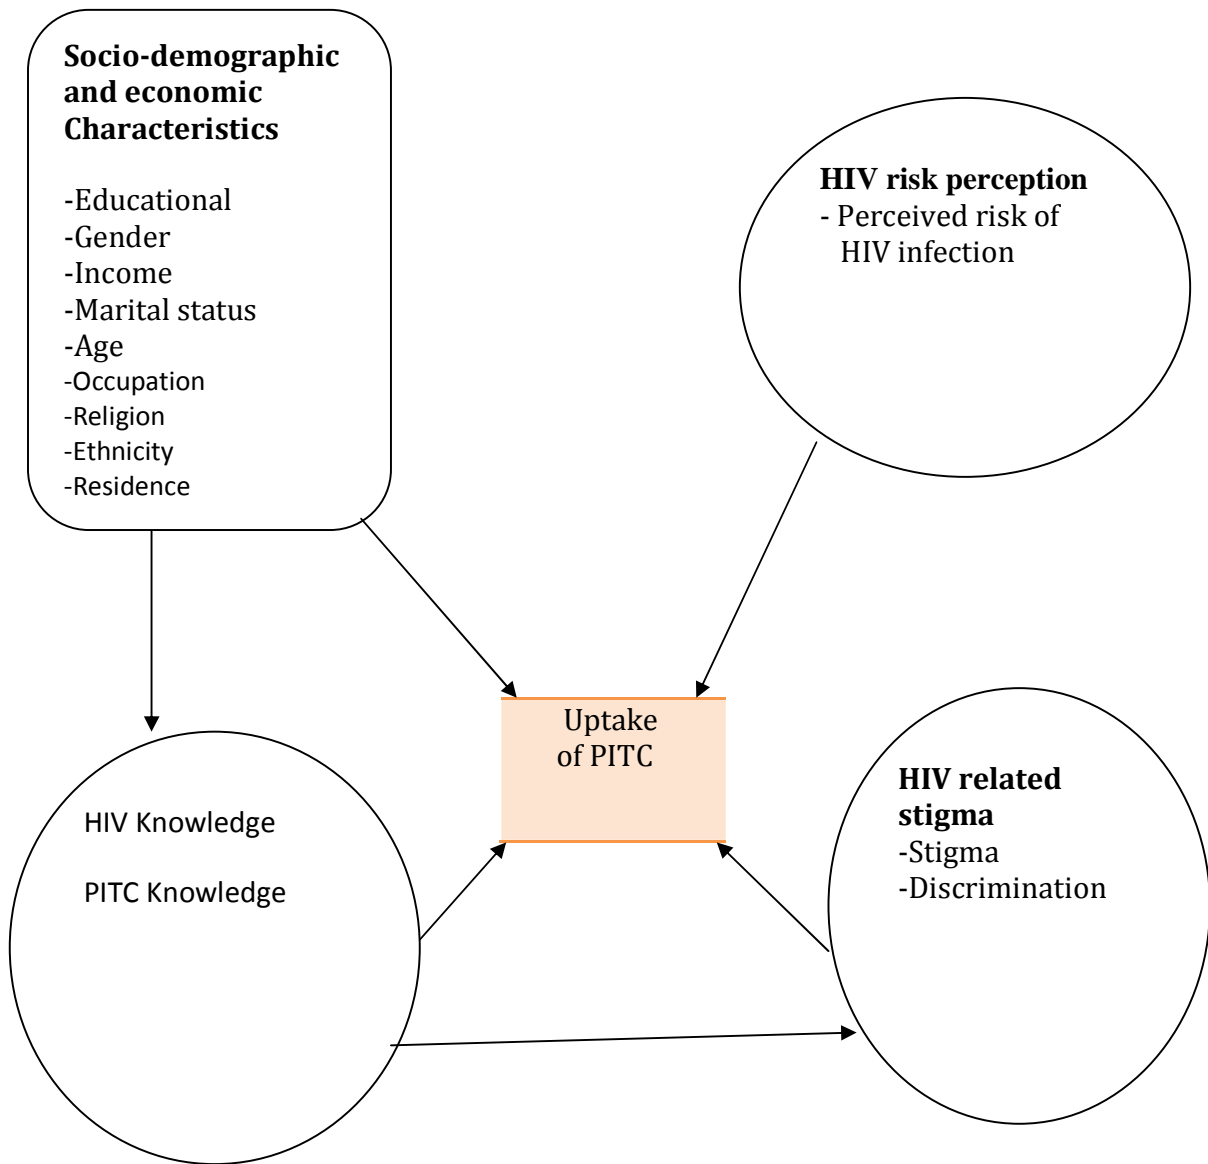 Socio-demographic
and economic
Characteristics
-Educational
-Gender
-Income
-Marital status
-Age
-Occupation
-Religion
-Ethnicity
-Residence
HIV risk perception
- Perceived risk of
HIV infection
Uptake
of PITC
HIV Knowledge
PITC Knowledge
HIV related
stigma
-Stigma
-Discrimination